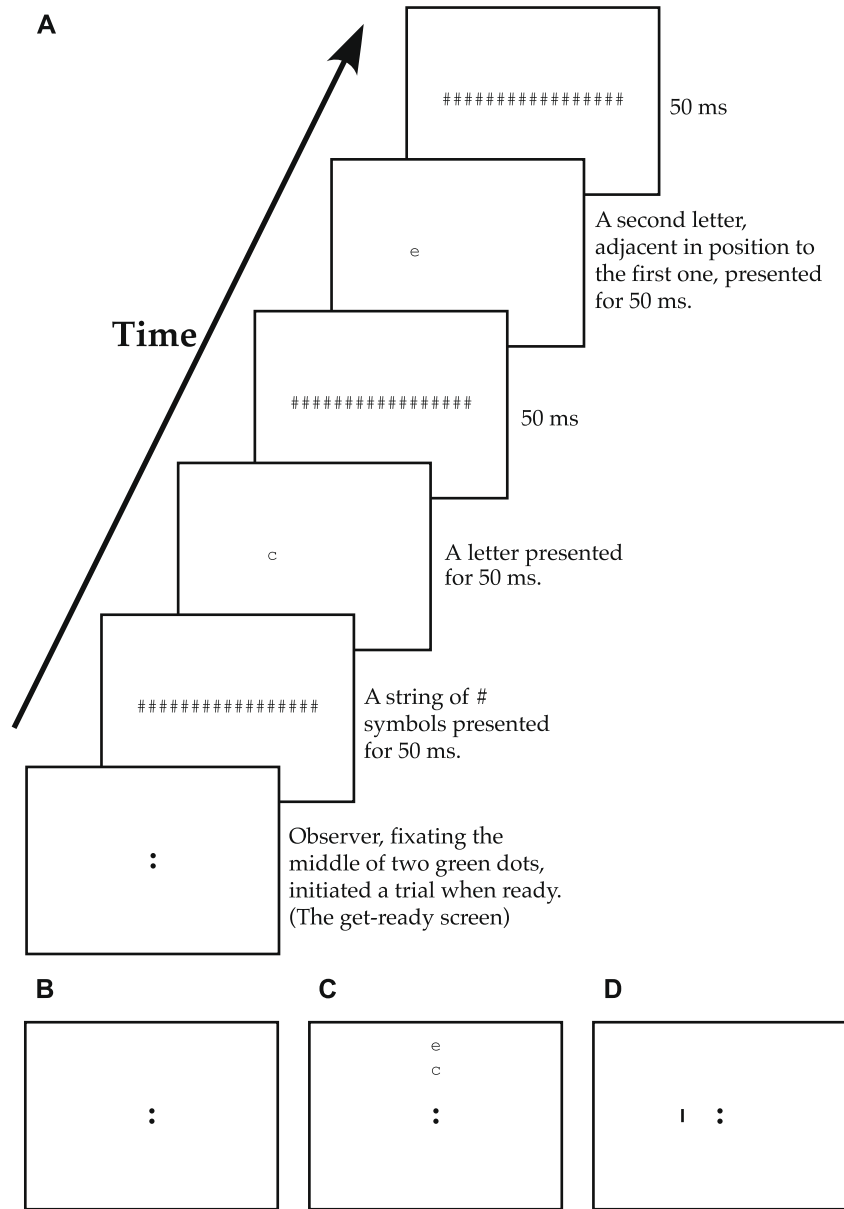 A
#################
50 ms
A second letter,
adjacent in position to
the first one, presented
for 50 ms.
e
Time
#################
50 ms
c
A letter presented
for 50 ms.
#################
A string of #
symbols presented
for 50 ms.
:
Observer, fixating the
middle of two green dots,
initiated a trial when ready.
(The get-ready screen)
B
:
C
e
c
:
D
ı :